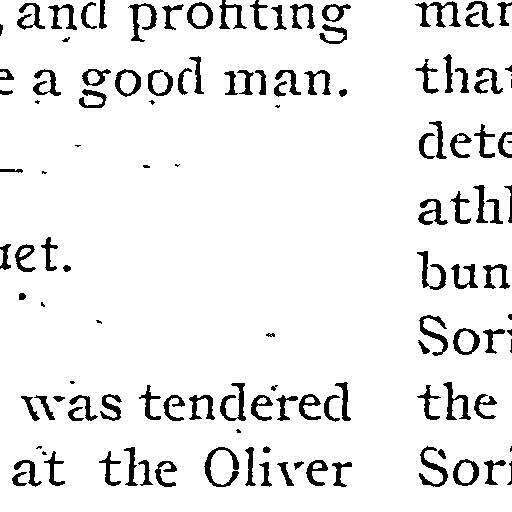 , and profiting
e a good man.
uet.
was tendered
at the Oliver
man
that
dete
athl
bun
Sori
the
Sori